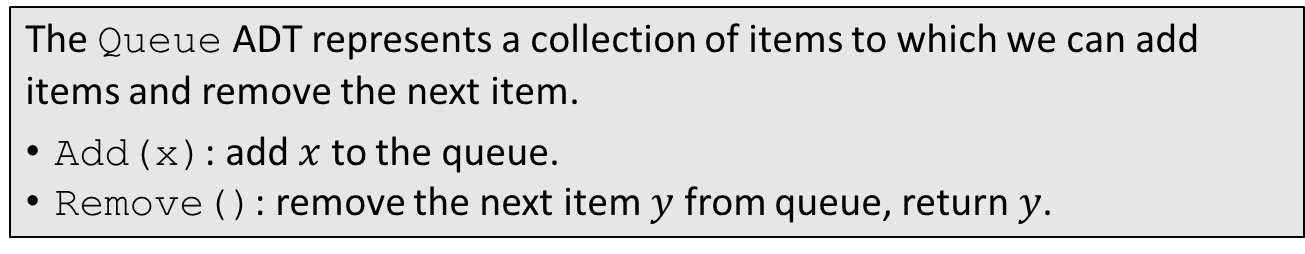 The Queue ADT represents a collection of items to which we can add
items and remove the next item.
• Add(x): add 𝑥 to the queue.
• Remove(): remove the next item 𝑦 from queue, return 𝑦.